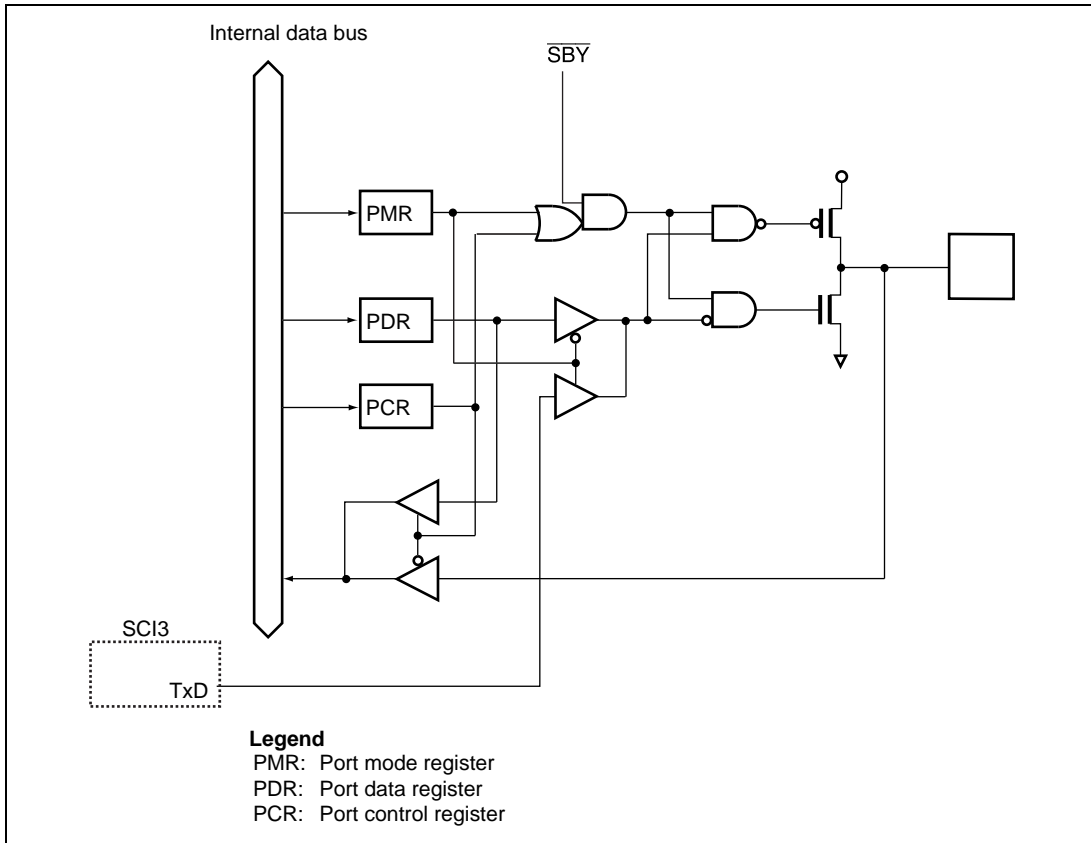 Internal data bus
S̅B̅Y̅
PMR
PDR
PCR
SCI3
TxD
Legend
PMR: Port mode register
PDR: Port data register
PCR: Port control register